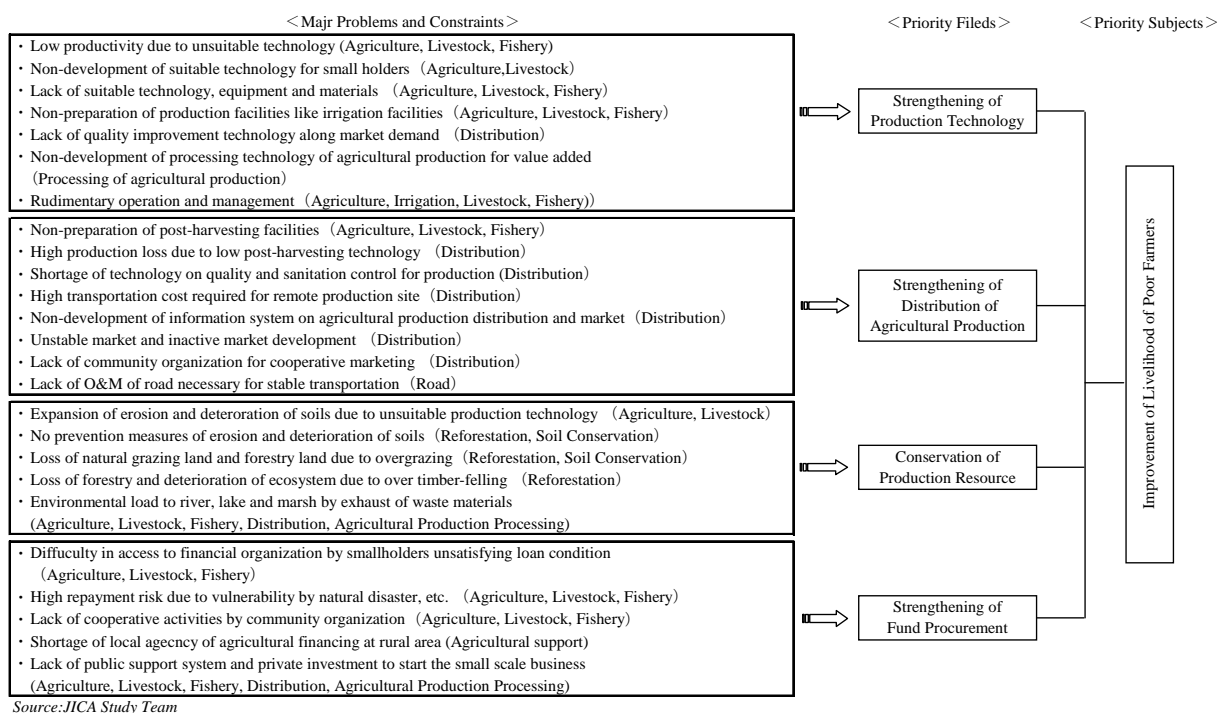 ＜Majr Problems and Constraints＞
＜Priority Fileds＞
＜Priority Subjects＞
・Low productivity due to unsuitable technology (Agriculture, Livestock, Fishery)
・Non-development of suitable technology for small holders（Agriculture,Livestock）
・Lack of suitable technology, equipment and materials （Agriculture, Livestock, Fishery）
・Non-preparation of production facilities like irrigation facilities（Agriculture, Livestock, Fishery）
・Lack of quality improvement technology along market demand （Distribution）
・Non-development of processing technology of agricultural production for value added
（Processing of agricultural production）
・Rudimentary operation and management（Agriculture, Irrigation, Livestock, Fishery)）
Strengthening of
Production Technology
・Non-preparation of post-harvesting facilities（Agriculture, Livestock, Fishery）
・High production loss due to low post-harvesting technology （Distribution）
・Shortage of technology on quality and sanitation control for production (Distribution）
・High transportation cost required for remote production site（Distribution）
・Non-development of information system on agricultural production distribution and market（Distribution）
・Unstable market and inactive market development （Distribution）
・Lack of community organization for cooperative marketing （Distribution）
・Lack of O&M of road necessary for stable transportation（Road）
Strengthening of
Distribution of
Agricultural Production
・Expansion of erosion and deteroration of soils due to unsuitable production technology （Agriculture, Livestock）
・No prevention measures of erosion and deterioration of soils（Reforestation, Soil Conservation）
・Loss of natural grazing land and forestry land due to overgrazing（Reforestation, Soil Conservation）
・Loss of forestry and deterioration of ecosystem due to over timber-felling （Reforestation）
・Environmental load to river, lake and marsh by exhaust of waste materials
(Agriculture, Livestock, Fishery, Distribution, Agricultural Production Processing)
Conservation of
Production Resource
・Diffuculty in access to financial organization by smallholders unsatisfying loan condition
（Agriculture, Livestock, Fishery）
・High repayment risk due to vulnerability by natural disaster, etc. （Agriculture, Livestock, Fishery）
・Lack of cooperative activities by community organization（Agriculture, Livestock, Fishery）
・Shortage of local agecncy of agricultural financing at rural area (Agricultural support）
・Lack of public support system and private investment to start the small scale business
(Agriculture, Livestock, Fishery, Distribution, Agricultural Production Processing)
Strengthening of
Fund Procurement
Improvement of Livelihood of Poor Farmers
Source:JICA Study Team